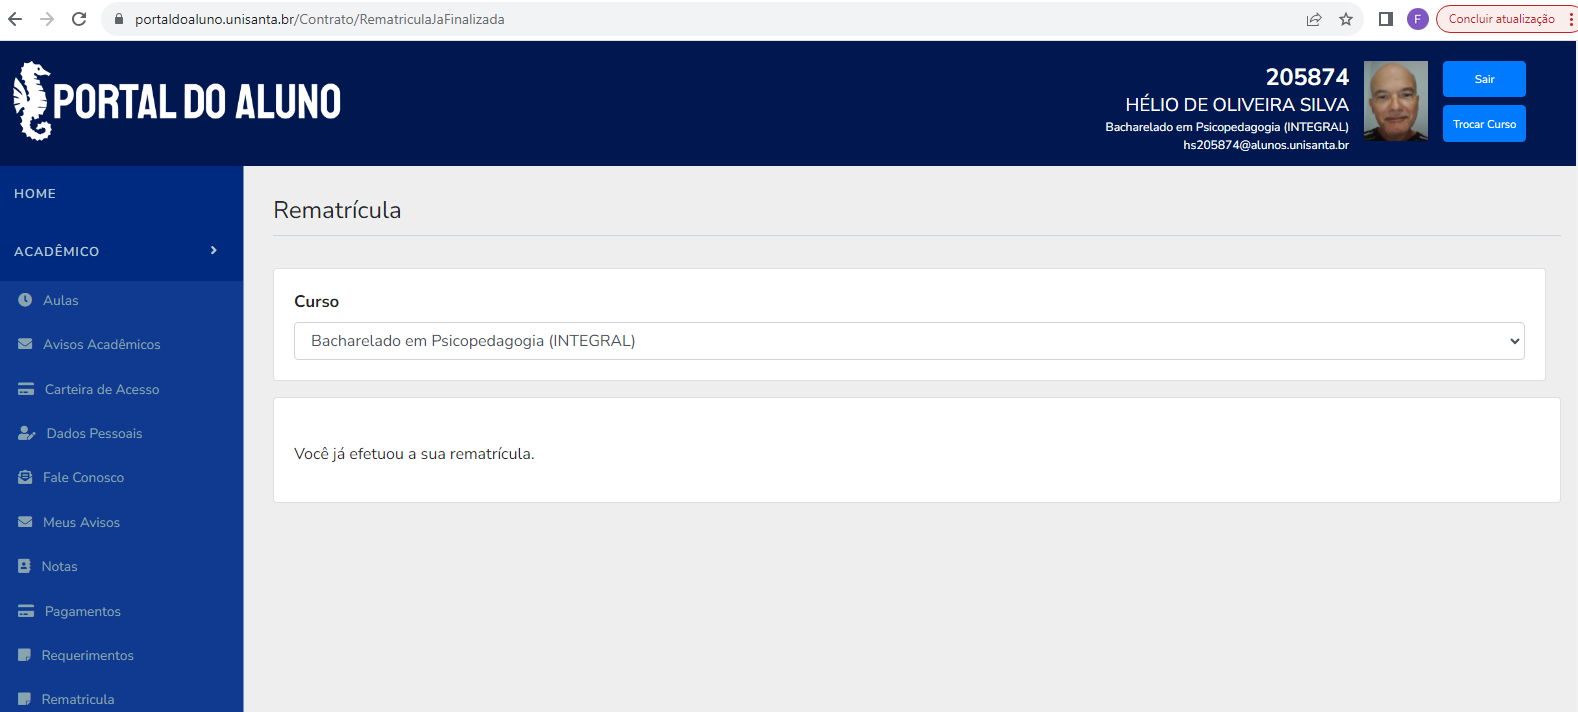 portaldoaluno.unisanta.br/Contrato/RematriculaJaFinalizada
F
Concluir atualização
PORTAL DO ALUNO
205874
HÉLIO DE OLIVEIRA SILVA
Bacharelado em Psicopedagogia (INTEGRAL)
hs205874@alunos.unisanta.br
Sair
Trocar Curso
HOME
ACADÊMICO
Aulas
Avisos Acadêmicos
Carteira de Acesso
Dados Pessoais
Fale Conosco
Meus Avisos
Notas
Pagamentos
Requerimentos
Rematricula
Rematrícula
Curso
Bacharelado em Psicopedagogia (INTEGRAL)
Você já efetuou a sua rematrícula.